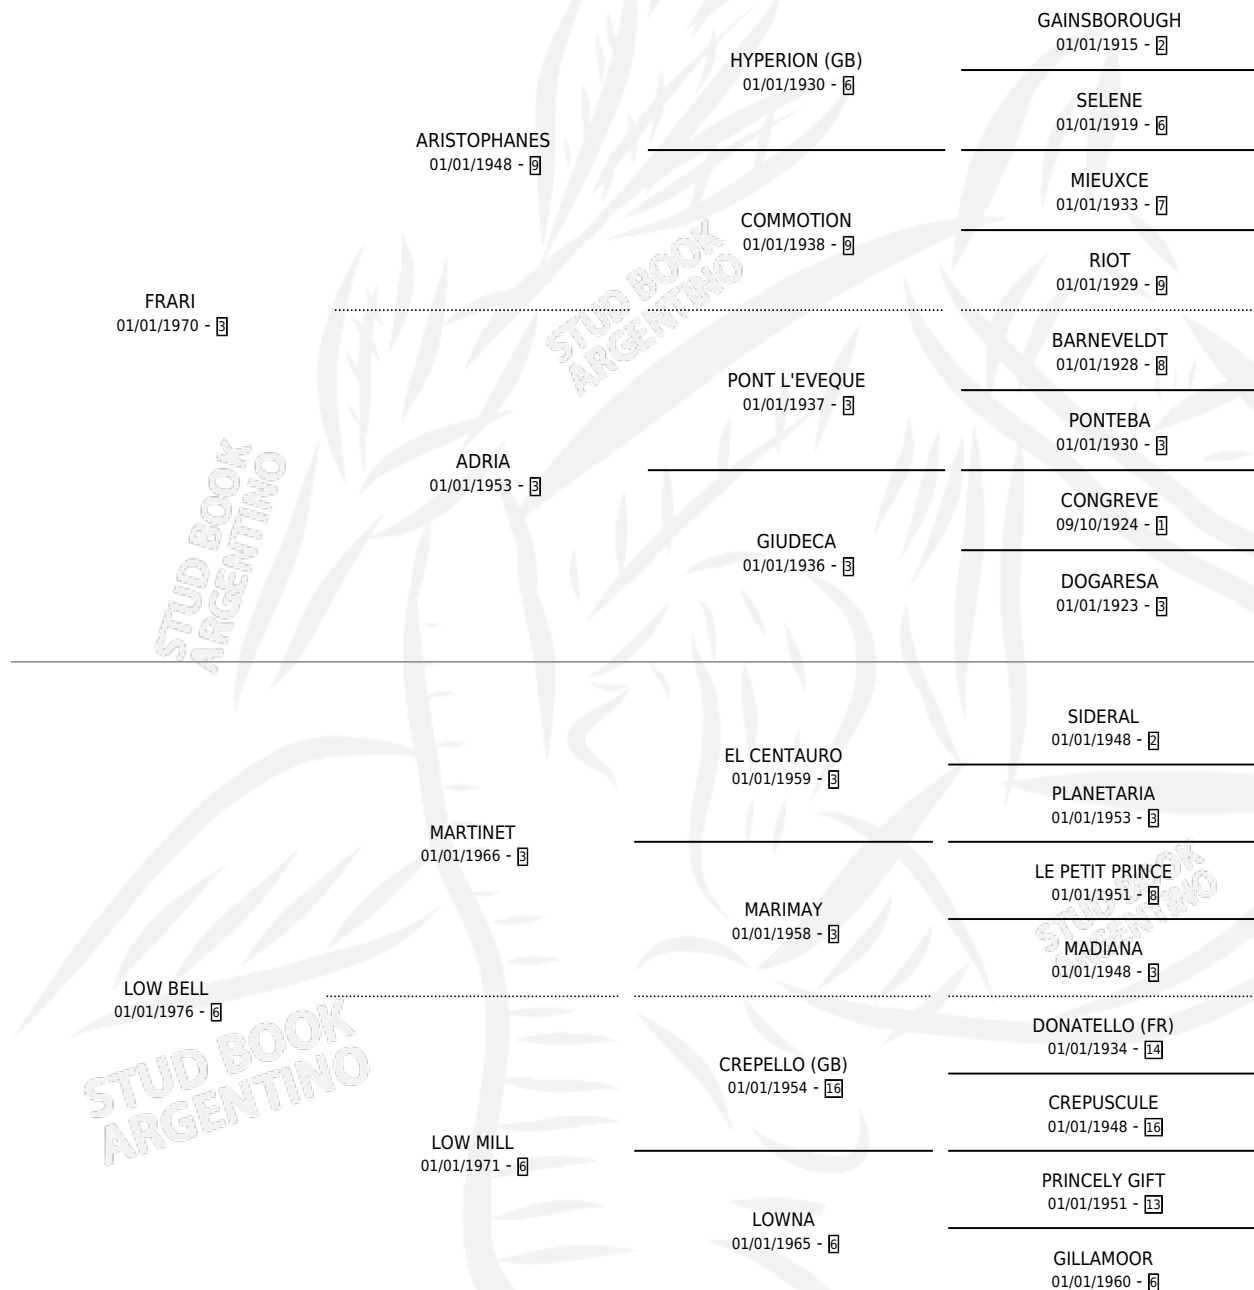 GAINSBOROUGH
01/01/1915 - 2
HYPERION (GB)
01/01/1930 - 6
SELENE
01/01/1919 - 6
ARISTOPHANES
01/01/1948 - 9
MIEUXCE
01/01/1933 - 7
COMMOTION
01/01/1938 - 9
RIOT
01/01/1929 - 9
FRARI
01/01/1970 - 3
BARNEVELDT
01/01/1928 - 8
PONT L'EVEQUE
01/01/1937 - 3
PONTEBA
01/01/1930 - 3
ADRIA
01/01/1953 - 3
CONGREVE
09/10/1924 - 1
GIUDECA
01/01/1936 - 3
DOGARESA
01/01/1923 - 3
SIDERAL
01/01/1948 - 2
EL CENTAURO
01/01/1959 - 3
PLANETARIA
01/01/1953 - 3
MARTINET
01/01/1966 - 3
LE PETIT PRINCE
01/01/1951 - 8
MARIMAY
01/01/1958 - 3
MADIANA
01/01/1948 - 3
LOW BELL
01/01/1976 - 6
DONATELLO (FR)
01/01/1934 - 14
CREPELLO (GB)
01/01/1954 - 16
CREPUSCULE
01/01/1948 - 16
LOW MILL
01/01/1971 - 6
PRINCELY GIFT
01/01/1951 - 13
LOWNA
01/01/1965 - 6
GILLAMOOR
01/01/1960 - 6
STUD BOOK
ARGENTINO
STUD BOOK
ARGENTINO
STUD BOOK
ARGENTINO
STUD BOOK
ARGENTINO